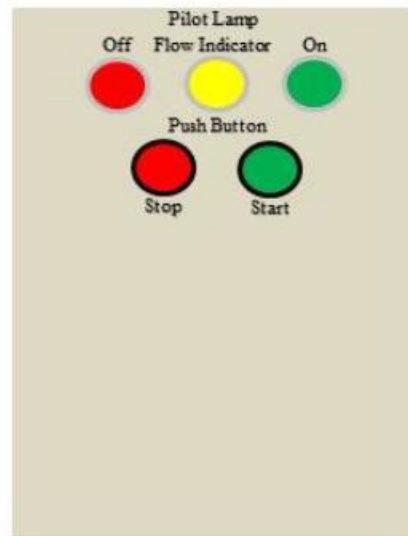 Pilot Lamp
Off Flow Indicator On
Push Button
Stop Start